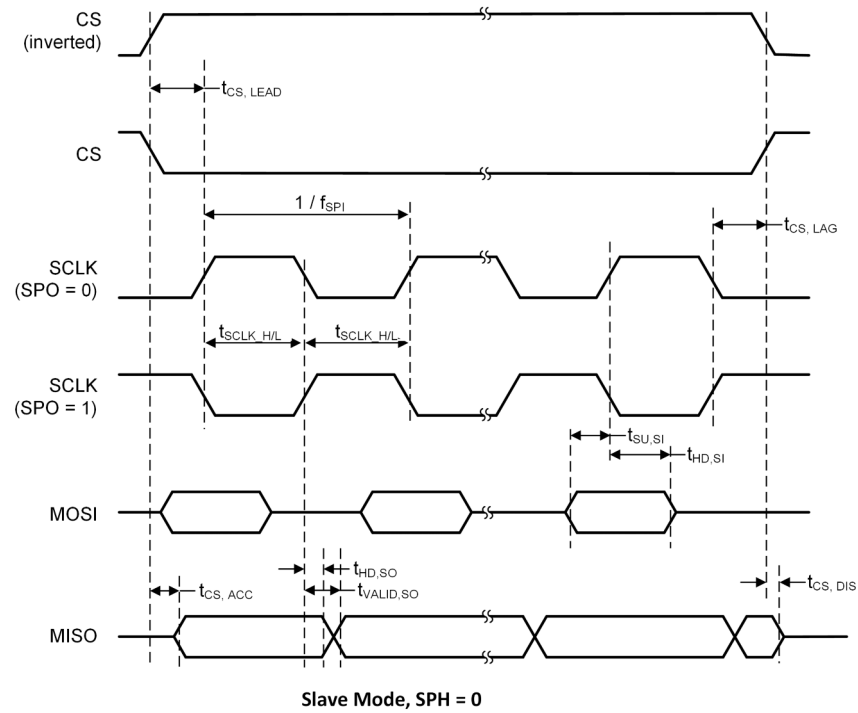 CS
(inverted)
tCS, LEAD
CS
1 / fSPI
tCS, LAG
SCLK
(SPO = 0)
tSCLK_H/L
tSCLK_H/L
SCLK
(SPO = 1)
tSU,SI
tHD,SI
MOSI
tHD,SO
tVALID,SO
tCS, ACC
tCS, DIS
MISO
Slave Mode, SPH = 0